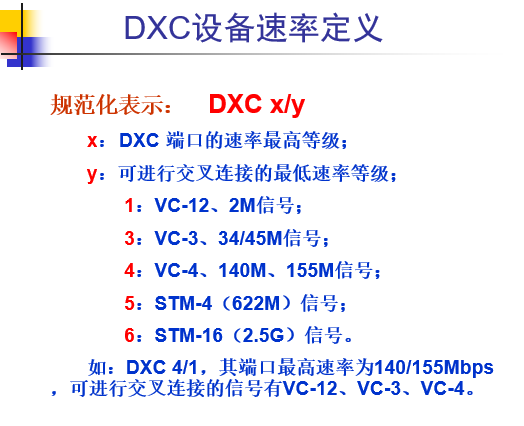 DXC设备速率定义
规范化表示： DXC x/y
x：DXC 端口的速率最高等级；
y：可进行交叉连接的最低速率等级；
1：VC-12、2M信号；
3：VC-3、34/45M信号；
4：VC-4、140M、155M信号；
5：STM-4（622M）信号；
6：STM-16（2.5G）信号。
如：DXC 4/1，其端口最高速率为140/155Mbps
，可进行交叉连接的信号有VC-12、VC-3、VC-4。